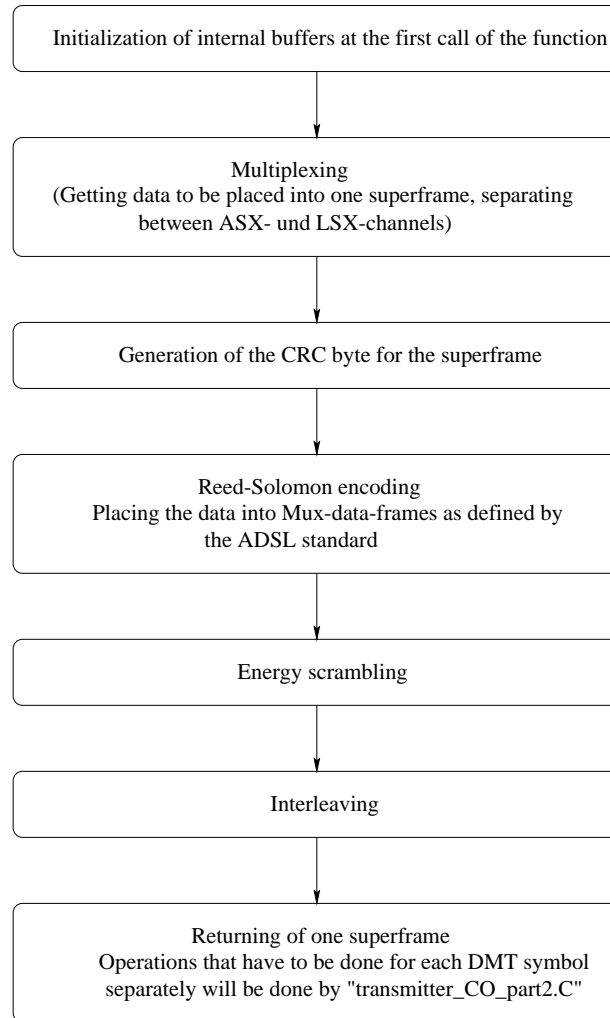 Initialization of internal buffers at the first call of the function
Multiplexing
(Getting data to be placed into one superframe, separating
between ASX- und LSX-channels)
Generation of the CRC byte for the superframe
Reed-Solomon encoding
Placing the data into Mux-data-frames as defined by
the ADSL standard
Energy scrambling
Interleaving
Returning of one superframe
Operations that have to be done for each DMT symbol
separately will be done by "transmitter_CO_part2.C"